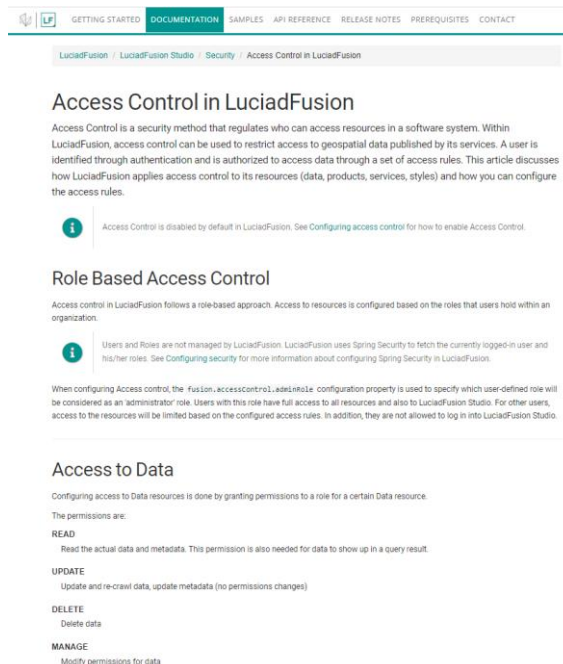 LF GETTING STARTED DOCUMENTATION SAMPLES API REFERENCE RELEASE NOTES PREREQUISITES CONTACT
LuciadFusion / LuciadFusion Studio / Security / Access Control in LuciadFusion
Access Control in LuciadFusion
Access Control is a security method that regulates who can access resources in a software system. Within
LuciadFusion, access control can be used to restrict access to geospatial data published by its services. A user is
identified through authentication and is authorized to access data through a set of access rules. This article discusses
how LuciadFusion applies access control to its resources (data, products, services, styles) and how you can configure
the access rules.
Access Control is disabled by default in LuciadFusion. See Configuring access control for how to enable Access Control.
Role Based Access Control
Access control in LuciadFusion follows a role-based approach. Access to resources is configured based on the roles that users hold within an
organization.
Users and Roles are not managed by LuciadFusion. LuciadFusion uses Spring Security to fetch the currently logged-in user and
his/her roles. See Configuring security for more information about configuring Spring Security in LuciadFusion.
When configuring Access control, the fusion.accessControl.adminRole configuration property is used to specify which user-defined role will
be considered as an 'administrator' role. Users with this role have full access to all resources and also to LuciadFusion Studio. For other users,
access to the resources will be limited based on the configured access rules. In addition, they are not allowed to log in into LuciadFusion Studio.
Access to Data
Configuring access to Data resources is done by granting permissions to a role for a certain Data resource.
The permissions are:
READ
Read the actual data and metadata. This permission is also needed for data to show up in a query result.
UPDATE
Update and re-crawl data, update metadata (no permissions changes)
DELETE
Delete data
MANAGE
Modify permissions for data